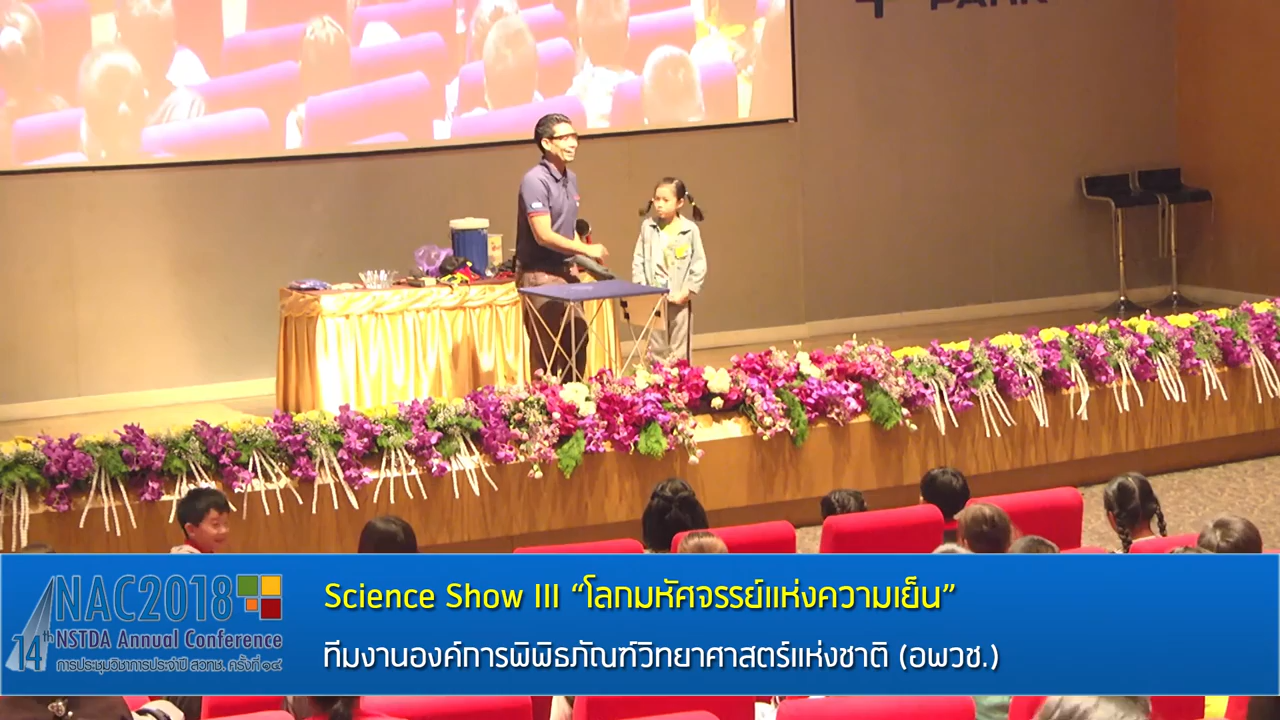 PARK
Science Show III “โลกมหัศจรรย์แห่งความเย็น”
ทีมงานองค์การพิพิธภัณฑ์วิทยาศาสตร์แห่งชาติ (อพวช.)
NAC2018
14th NSTDA Annual Conference
การประชุมวิชาการประจำปี สวทช. ครั้งที่ ๑๔